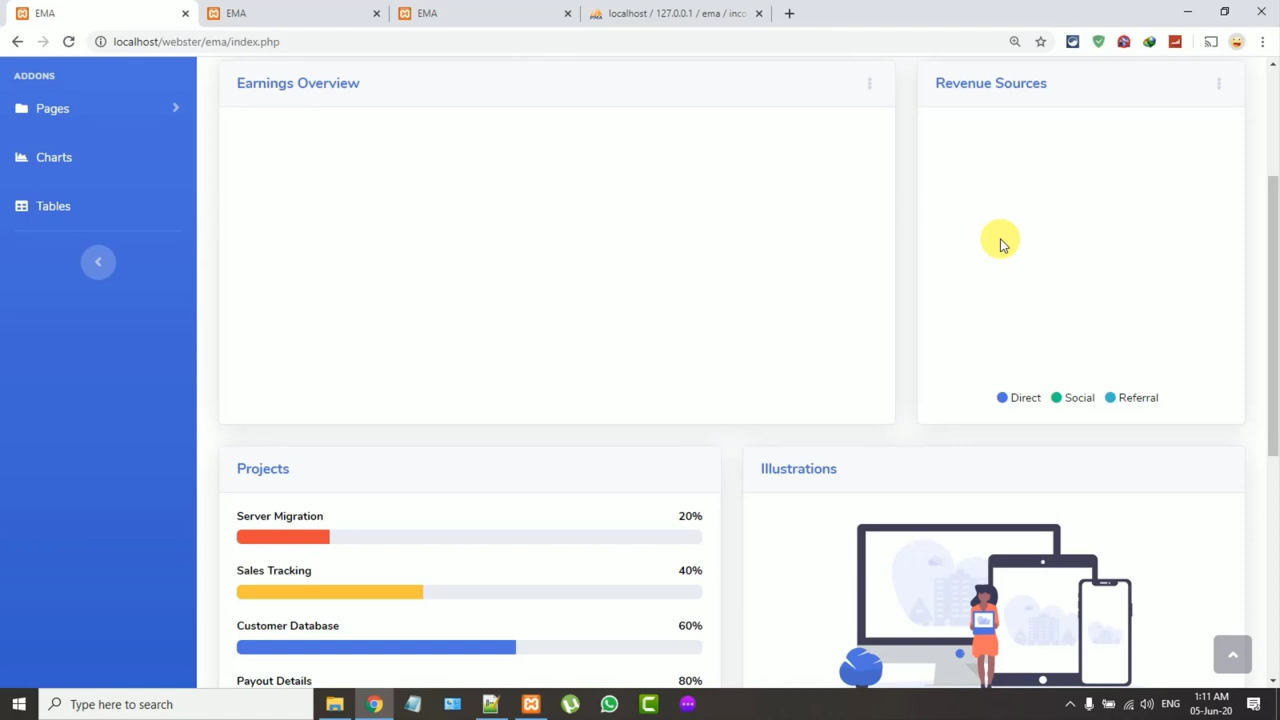 EMA
EMA
EMA
localhost / 127.0.0.1 / ema / inco
localhost/webster/ema/index.php
ADDONS
Pages
Charts
Tables
Earnings Overview
Revenue Sources
Direct
Social
Referral
Projects
Illustrations
Server Migration 20%
Sales Tracking 40%
Customer Database 60%
Payout Details 80%
Type here to search
ENG
1:11 AM
05-Jun-20